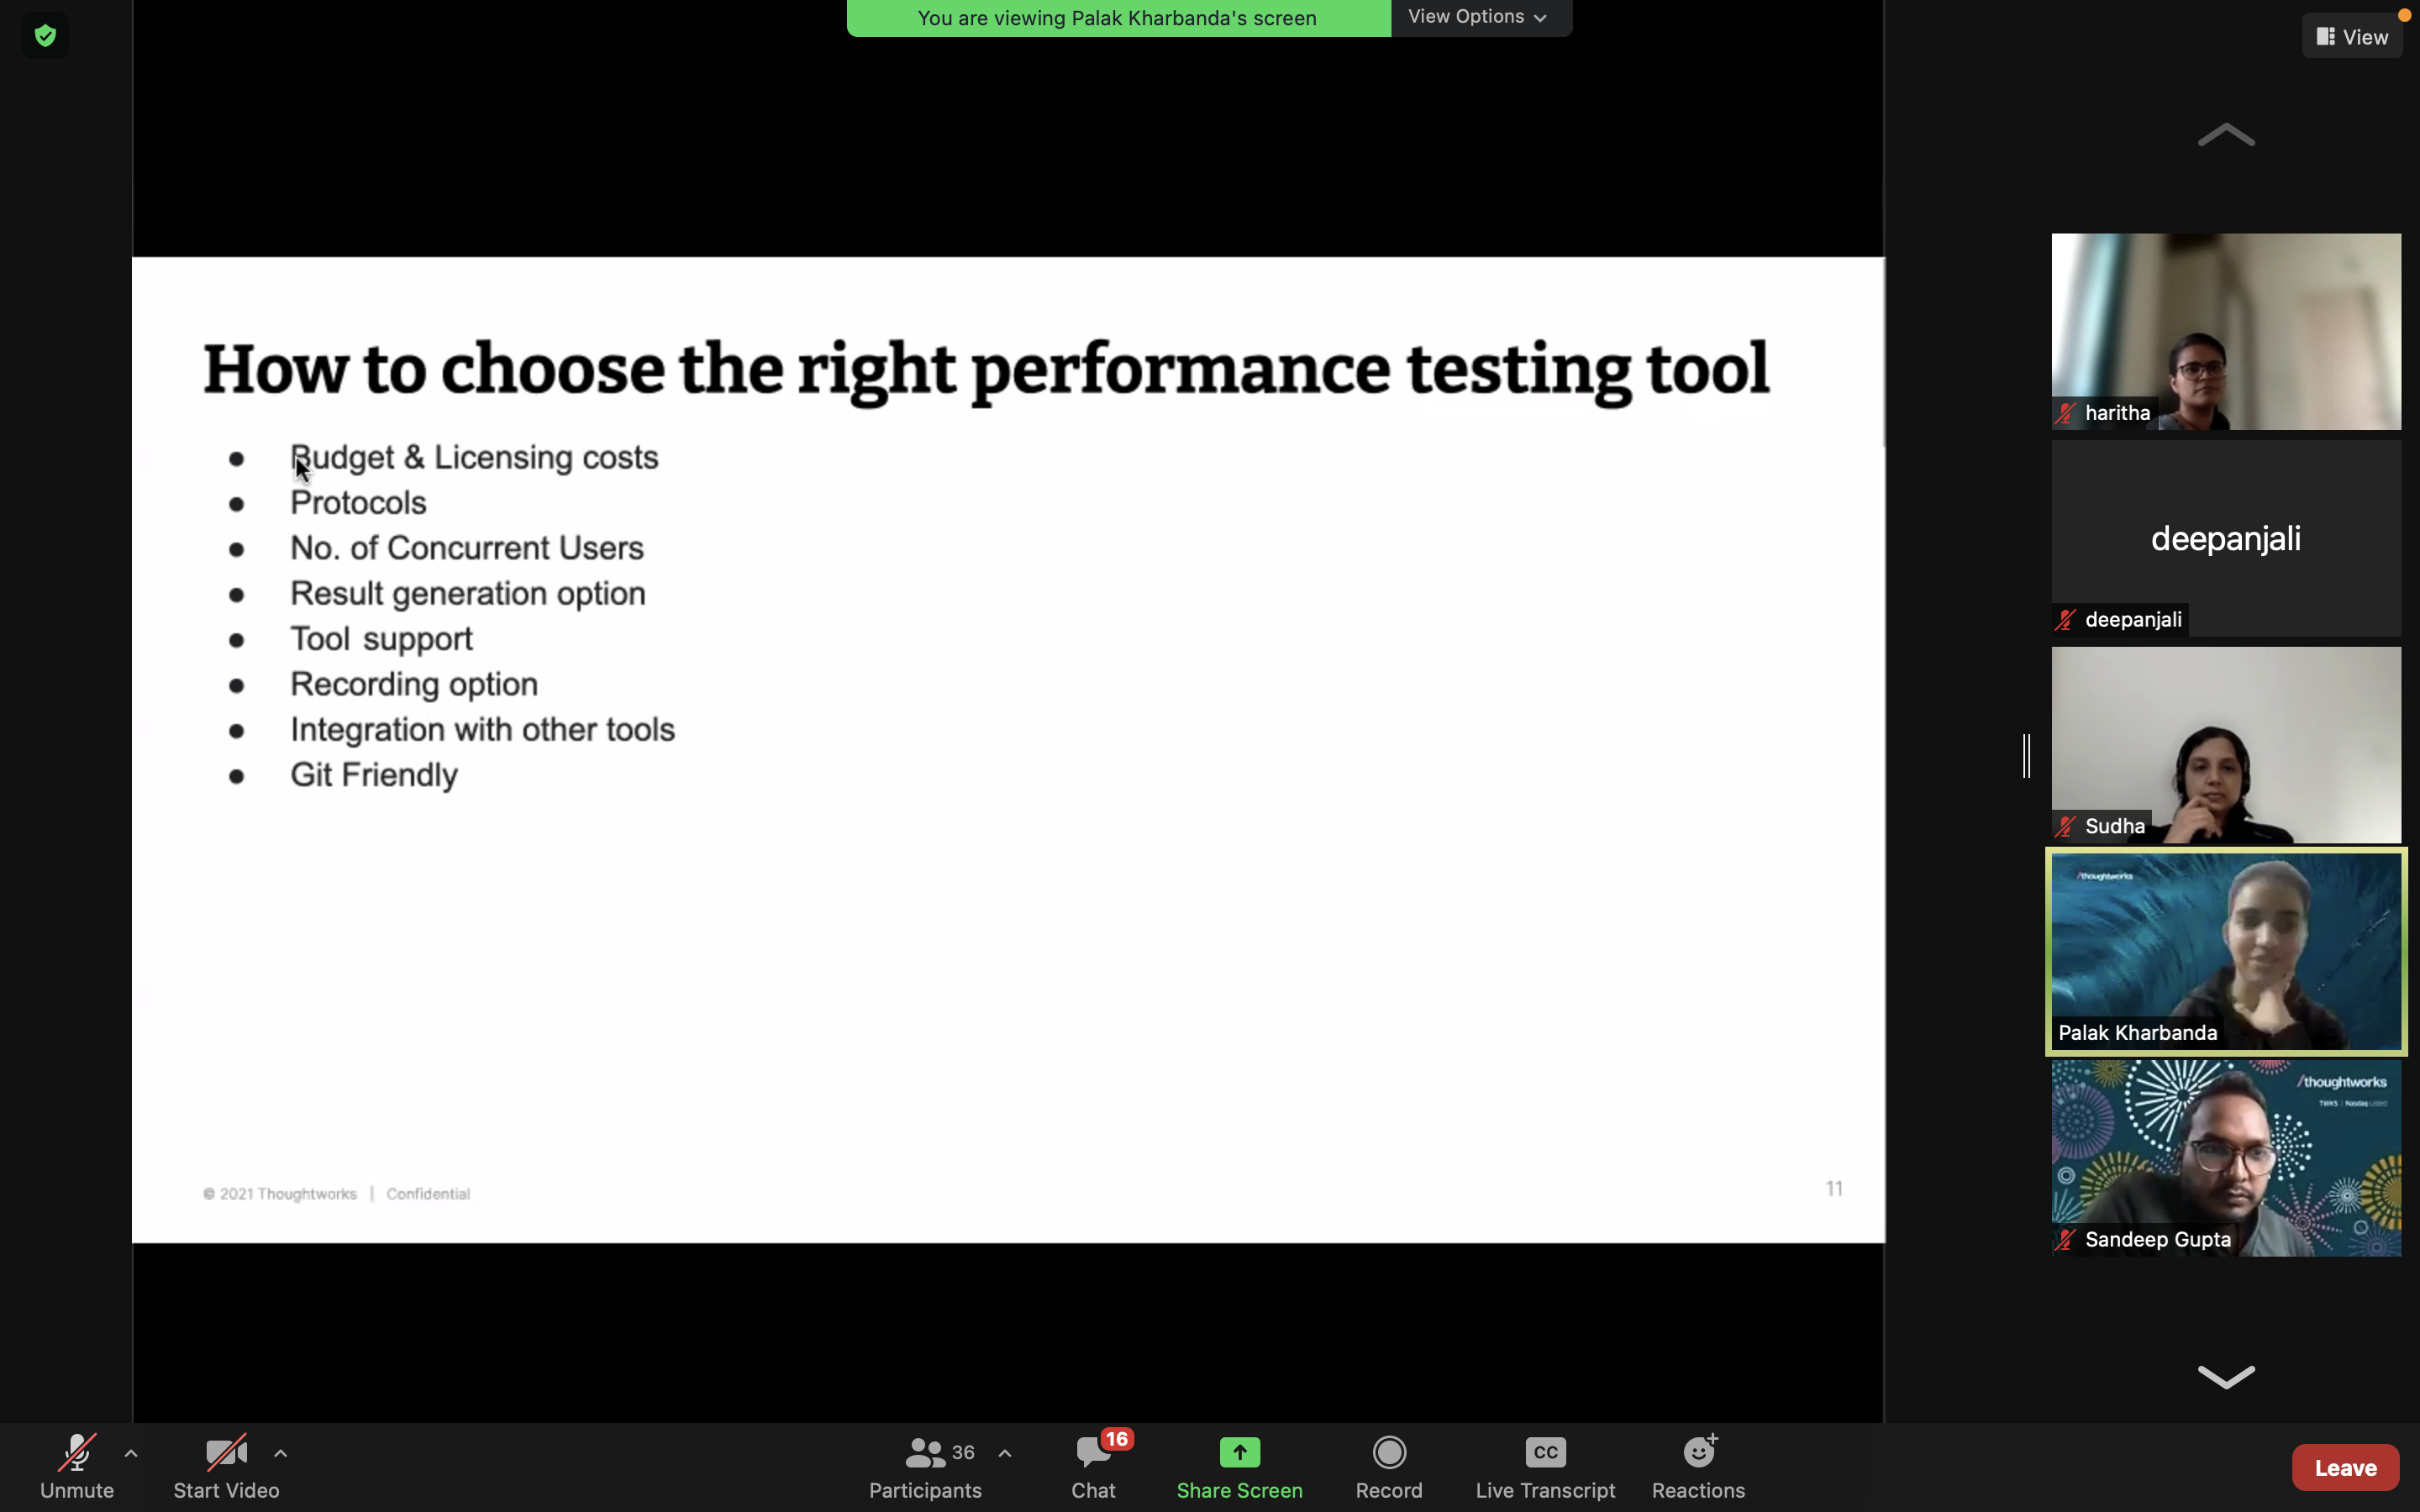 You are viewing Palak Kharbanda's screen
View Options
View
How to choose the right performance testing tool
● Budget & Licensing costs
● Protocols
● No. of Concurrent Users
● Result generation option
● Tool support
● Recording option
● Integration with other tools
● Git Friendly
© 2021 Thoughtworks | Confidential
11
haritha
deepanjali
deepanjali
Sudha
/thoughtworks
Palak Kharbanda
/thoughtworks
TWKS | Nasdaq Listed
Sandeep Gupta
Unmute
Start Video
36
Participants
16
Chat
Share Screen
Record
CC
Live Transcript
Reactions
Leave